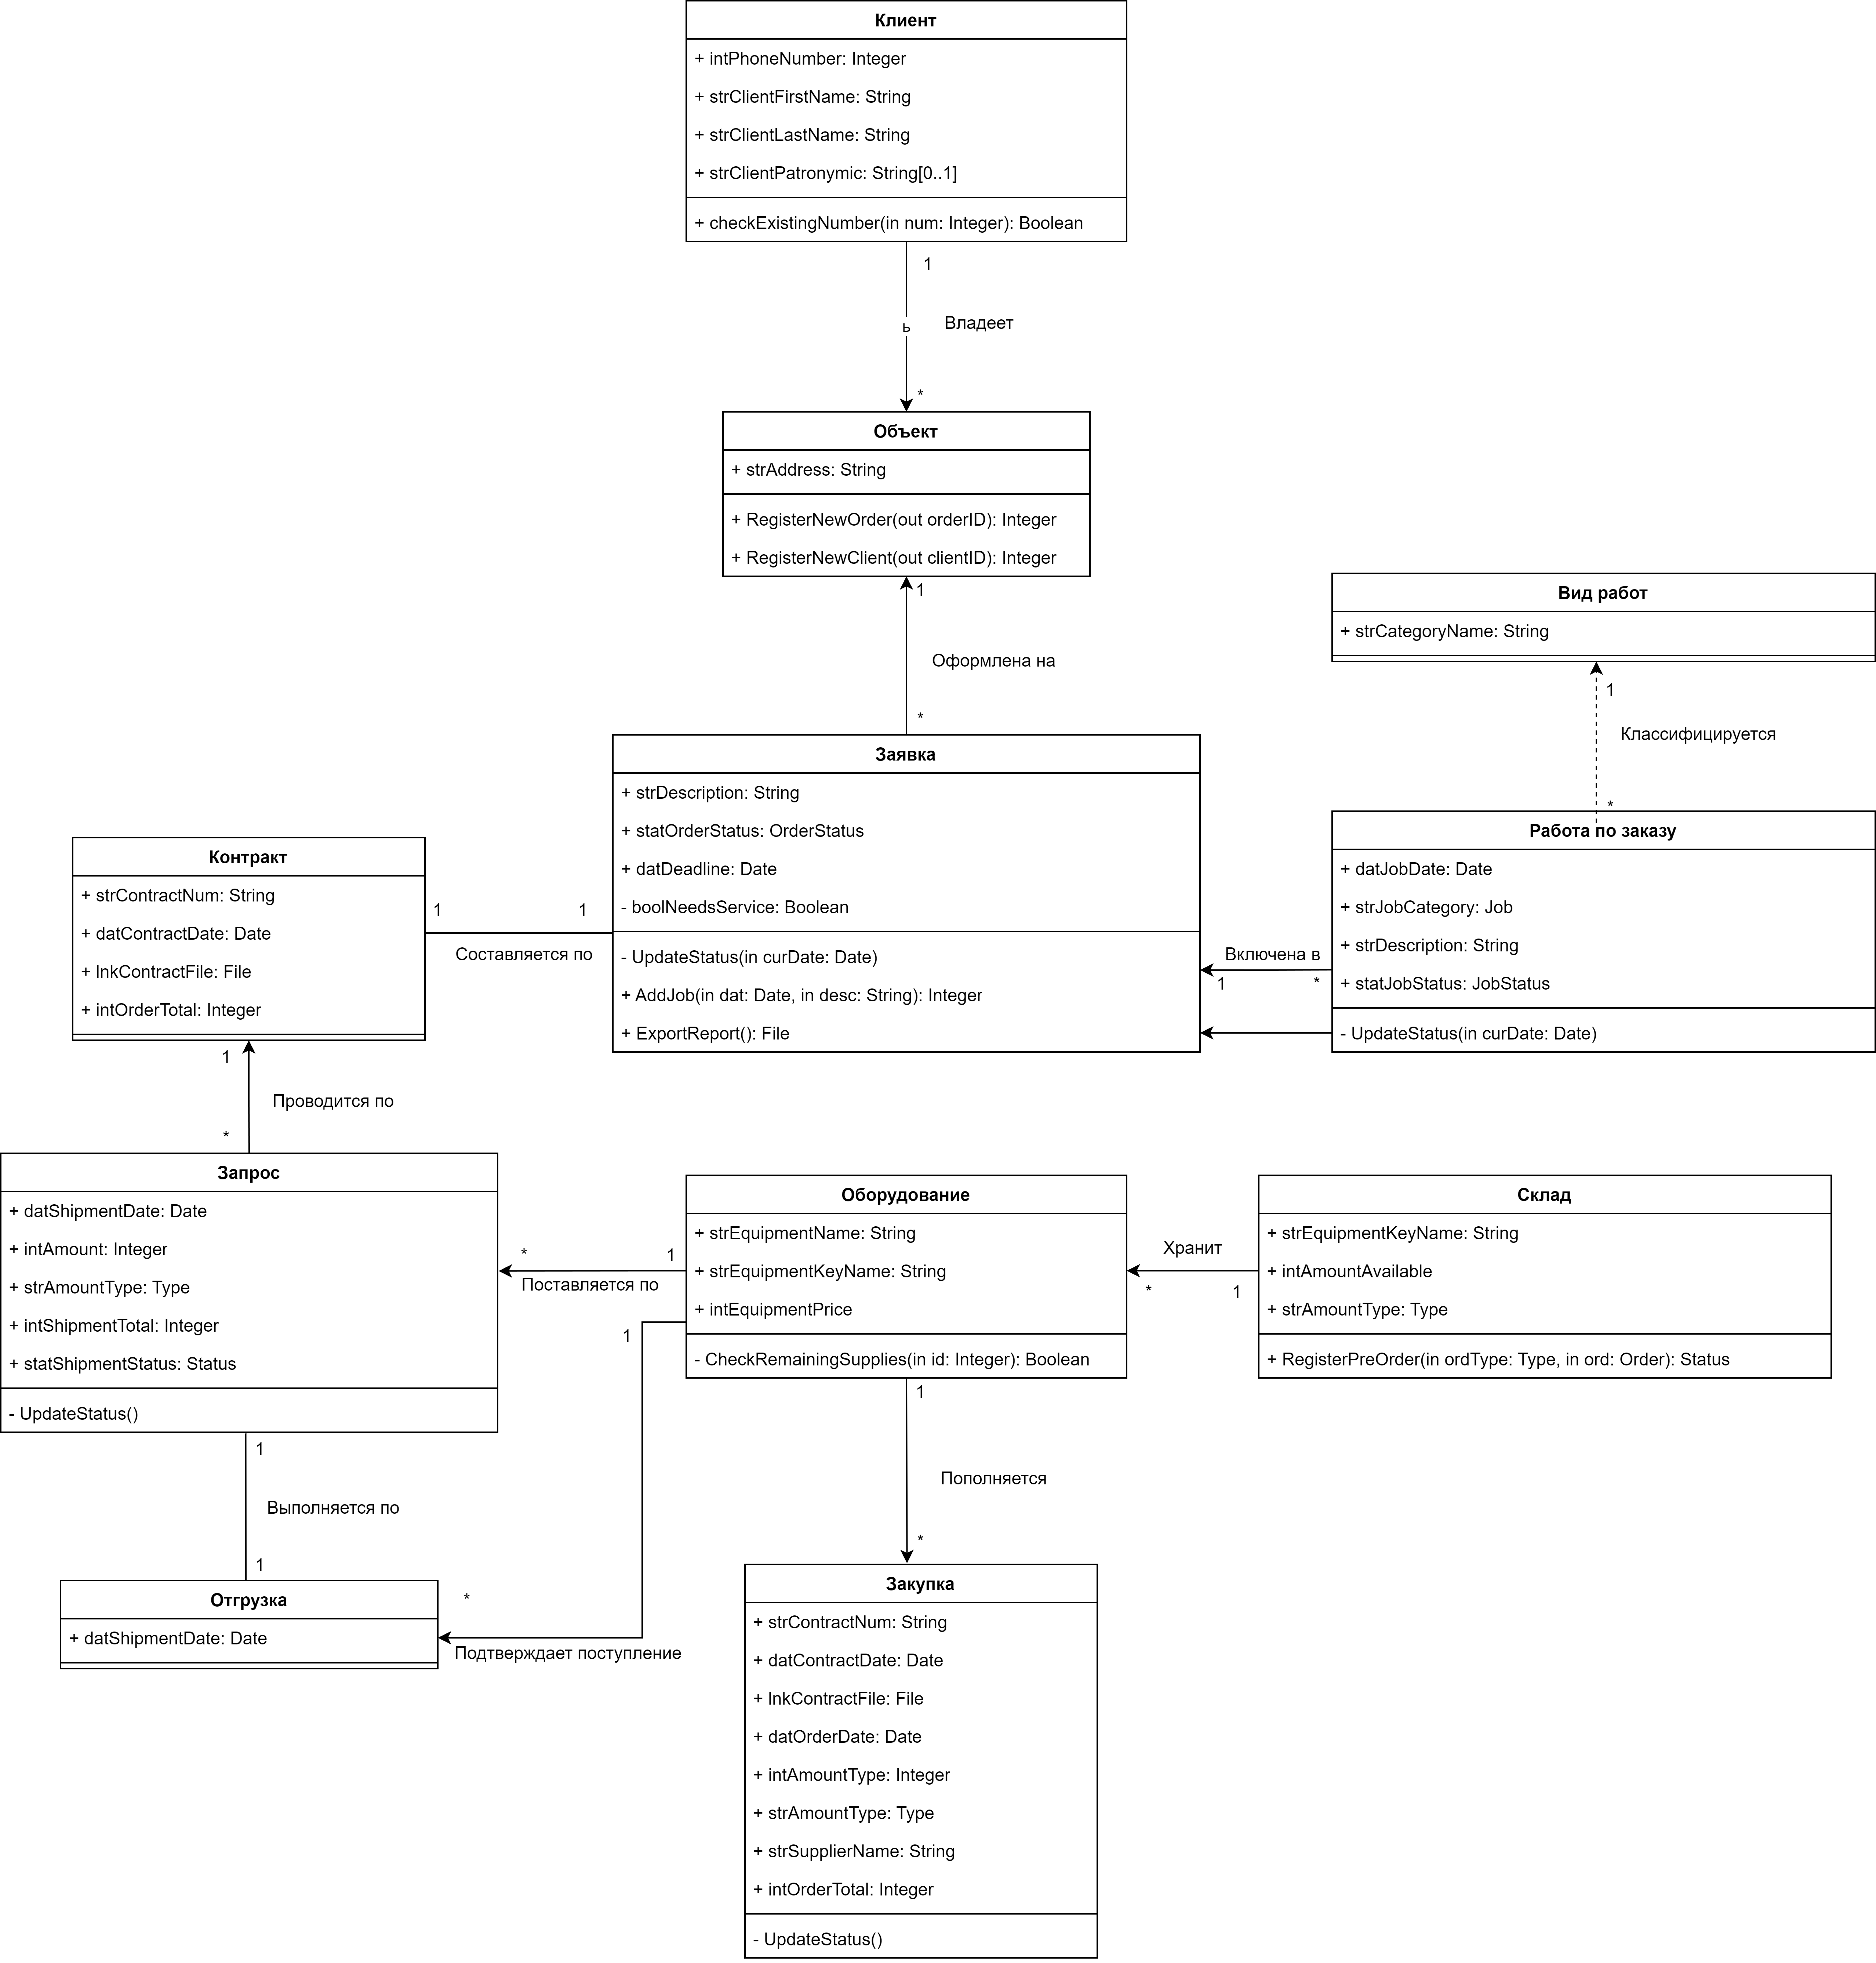 Клиент
+ intPhoneNumber: Integer
+ strClientFirstName: String
+ strClientLastName: String
+ strClientPatronymic: String[0..1]
+ checkExistingNumber(in num: Integer): Boolean
1
ь
Владеет
*
Объект
+ strAddress: String
+ RegisterNewOrder(out orderID): Integer
+ RegisterNewClient(out clientID): Integer
1
Оформлена на
*
Вид работ
+ strCategoryName: String
1
Классифицируется
*
Заявка
+ strDescription: String
+ statOrderStatus: OrderStatus
+ datDeadline: Date
- boolNeedsService: Boolean
- UpdateStatus(in curDate: Date)
+ AddJob(in dat: Date, in desc: String): Integer
+ ExportReport(): File
Работа по заказу
+ datJobDate: Date
+ strJobCategory: Job
+ strDescription: String
+ statJobStatus: JobStatus
- UpdateStatus(in curDate: Date)
Включена в
1
*
Контракт
+ strContractNum: String
+ datContractDate: Date
+ lnkContractFile: File
+ intOrderTotal: Integer
1
1
Составляется по
1
Проводится по
*
Запрос
+ datShipmentDate: Date
+ intAmount: Integer
+ strAmountType: Type
+ intShipmentTotal: Integer
+ statShipmentStatus: Status
- UpdateStatus()
*
1
Поставляется по
Оборудование
+ strEquipmentName: String
+ strEquipmentKeyName: String
+ intEquipmentPrice
- CheckRemainingSupplies(in id: Integer): Boolean
Хранит
*
1
Склад
+ strEquipmentKeyName: String
+ intAmountAvailable
+ strAmountType: Type
+ RegisterPreOrder(in ordType: Type, in ord: Order): Status
1
1
Выполняется по
1
Отгрузка
+ datShipmentDate: Date
*
Подтверждает поступление
1
Пополняется
*
Закупка
+ strContractNum: String
+ datContractDate: Date
+ lnkContractFile: File
+ datOrderDate: Date
+ intAmountType: Integer
+ strAmountType: Type
+ strSupplierName: String
+ intOrderTotal: Integer
- UpdateStatus()